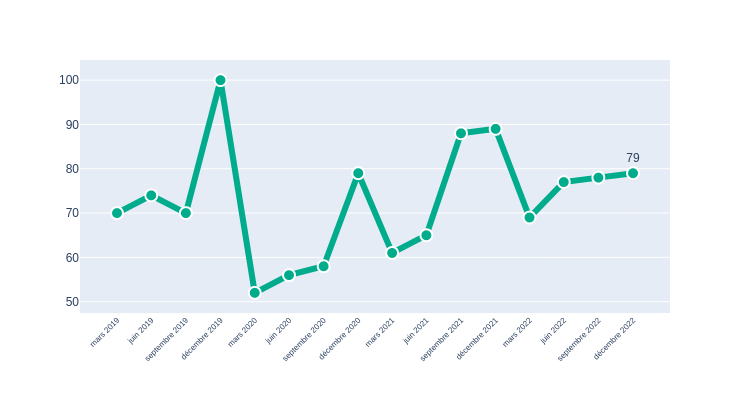 100
90
80
70
60
50
79
mars 2019
juin 2019
septembre 2019
décembre 2019
mars 2020
juin 2020
septembre 2020
décembre 2020
mars 2021
juin 2021
septembre 2021
décembre 2021
mars 2022
juin 2022
septembre 2022
décembre 2022